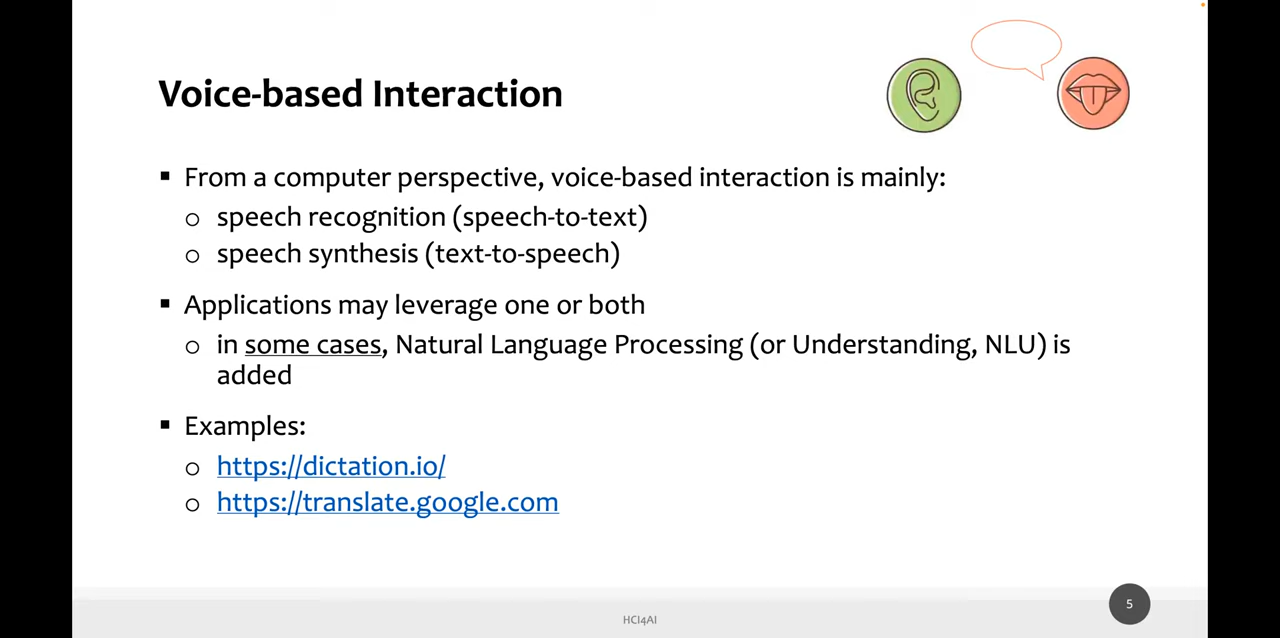 Voice-based Interaction
▪ From a computer perspective, voice-based interaction is mainly:
o speech recognition (speech-to-text)
o speech synthesis (text-to-speech)
▪ Applications may leverage one or both
o in some cases, Natural Language Processing (or Understanding, NLU) is
added
▪ Examples:
o https://dictation.io/
o https://translate.google.com
HCI4AI
5